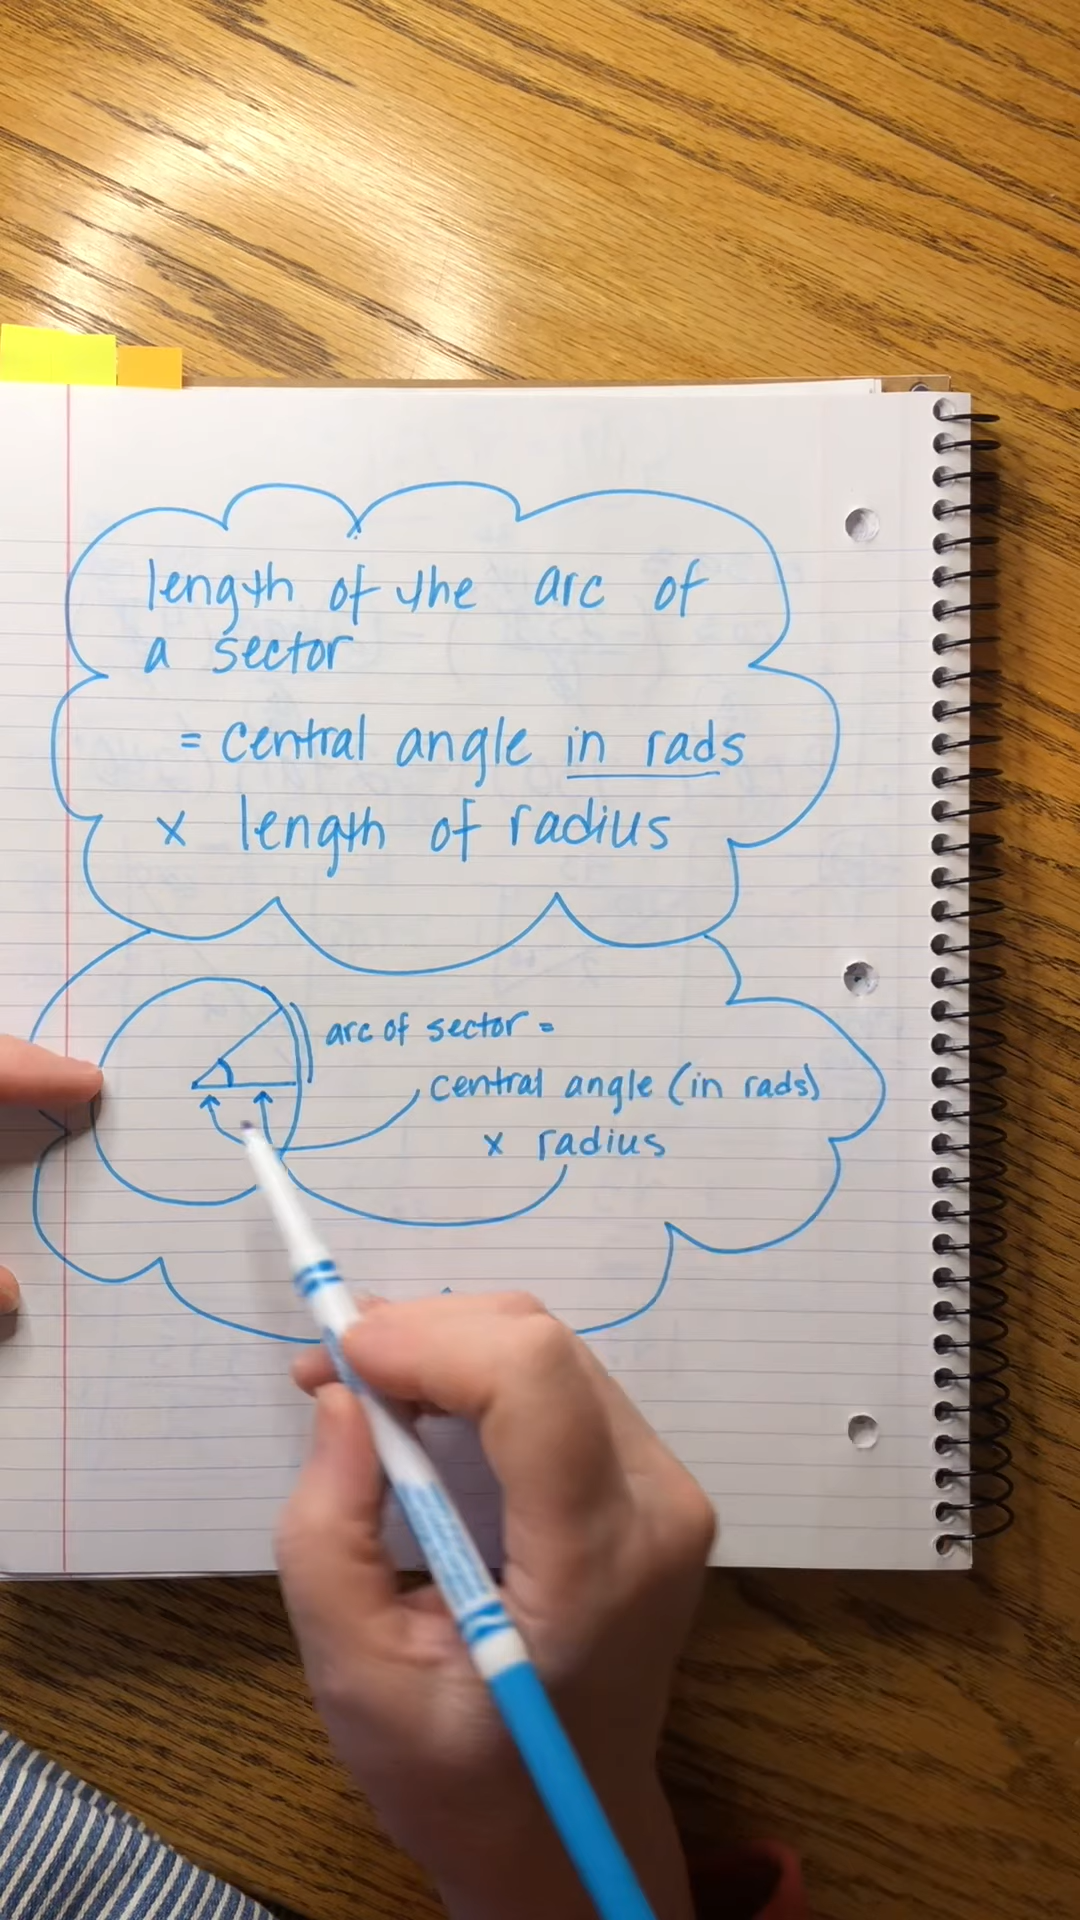 length of the arc of
a sector
= central angle in rads
x length of radius
arc of sector =
central angle (in rads)
x radius